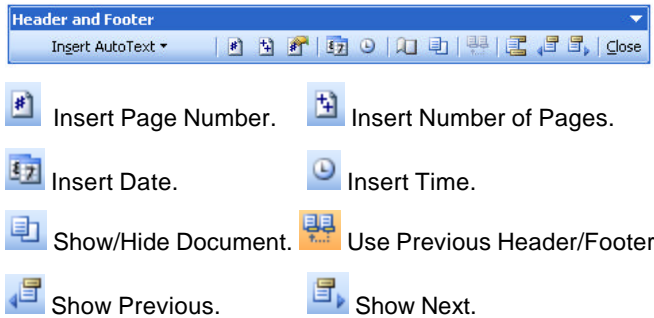 Header and Footer
Insert AutoText Close
Insert Page Number. Insert Number of Pages.
Insert Date. Insert Time.
Show/Hide Document. Use Previous Header/Footer
Show Previous. Show Next.